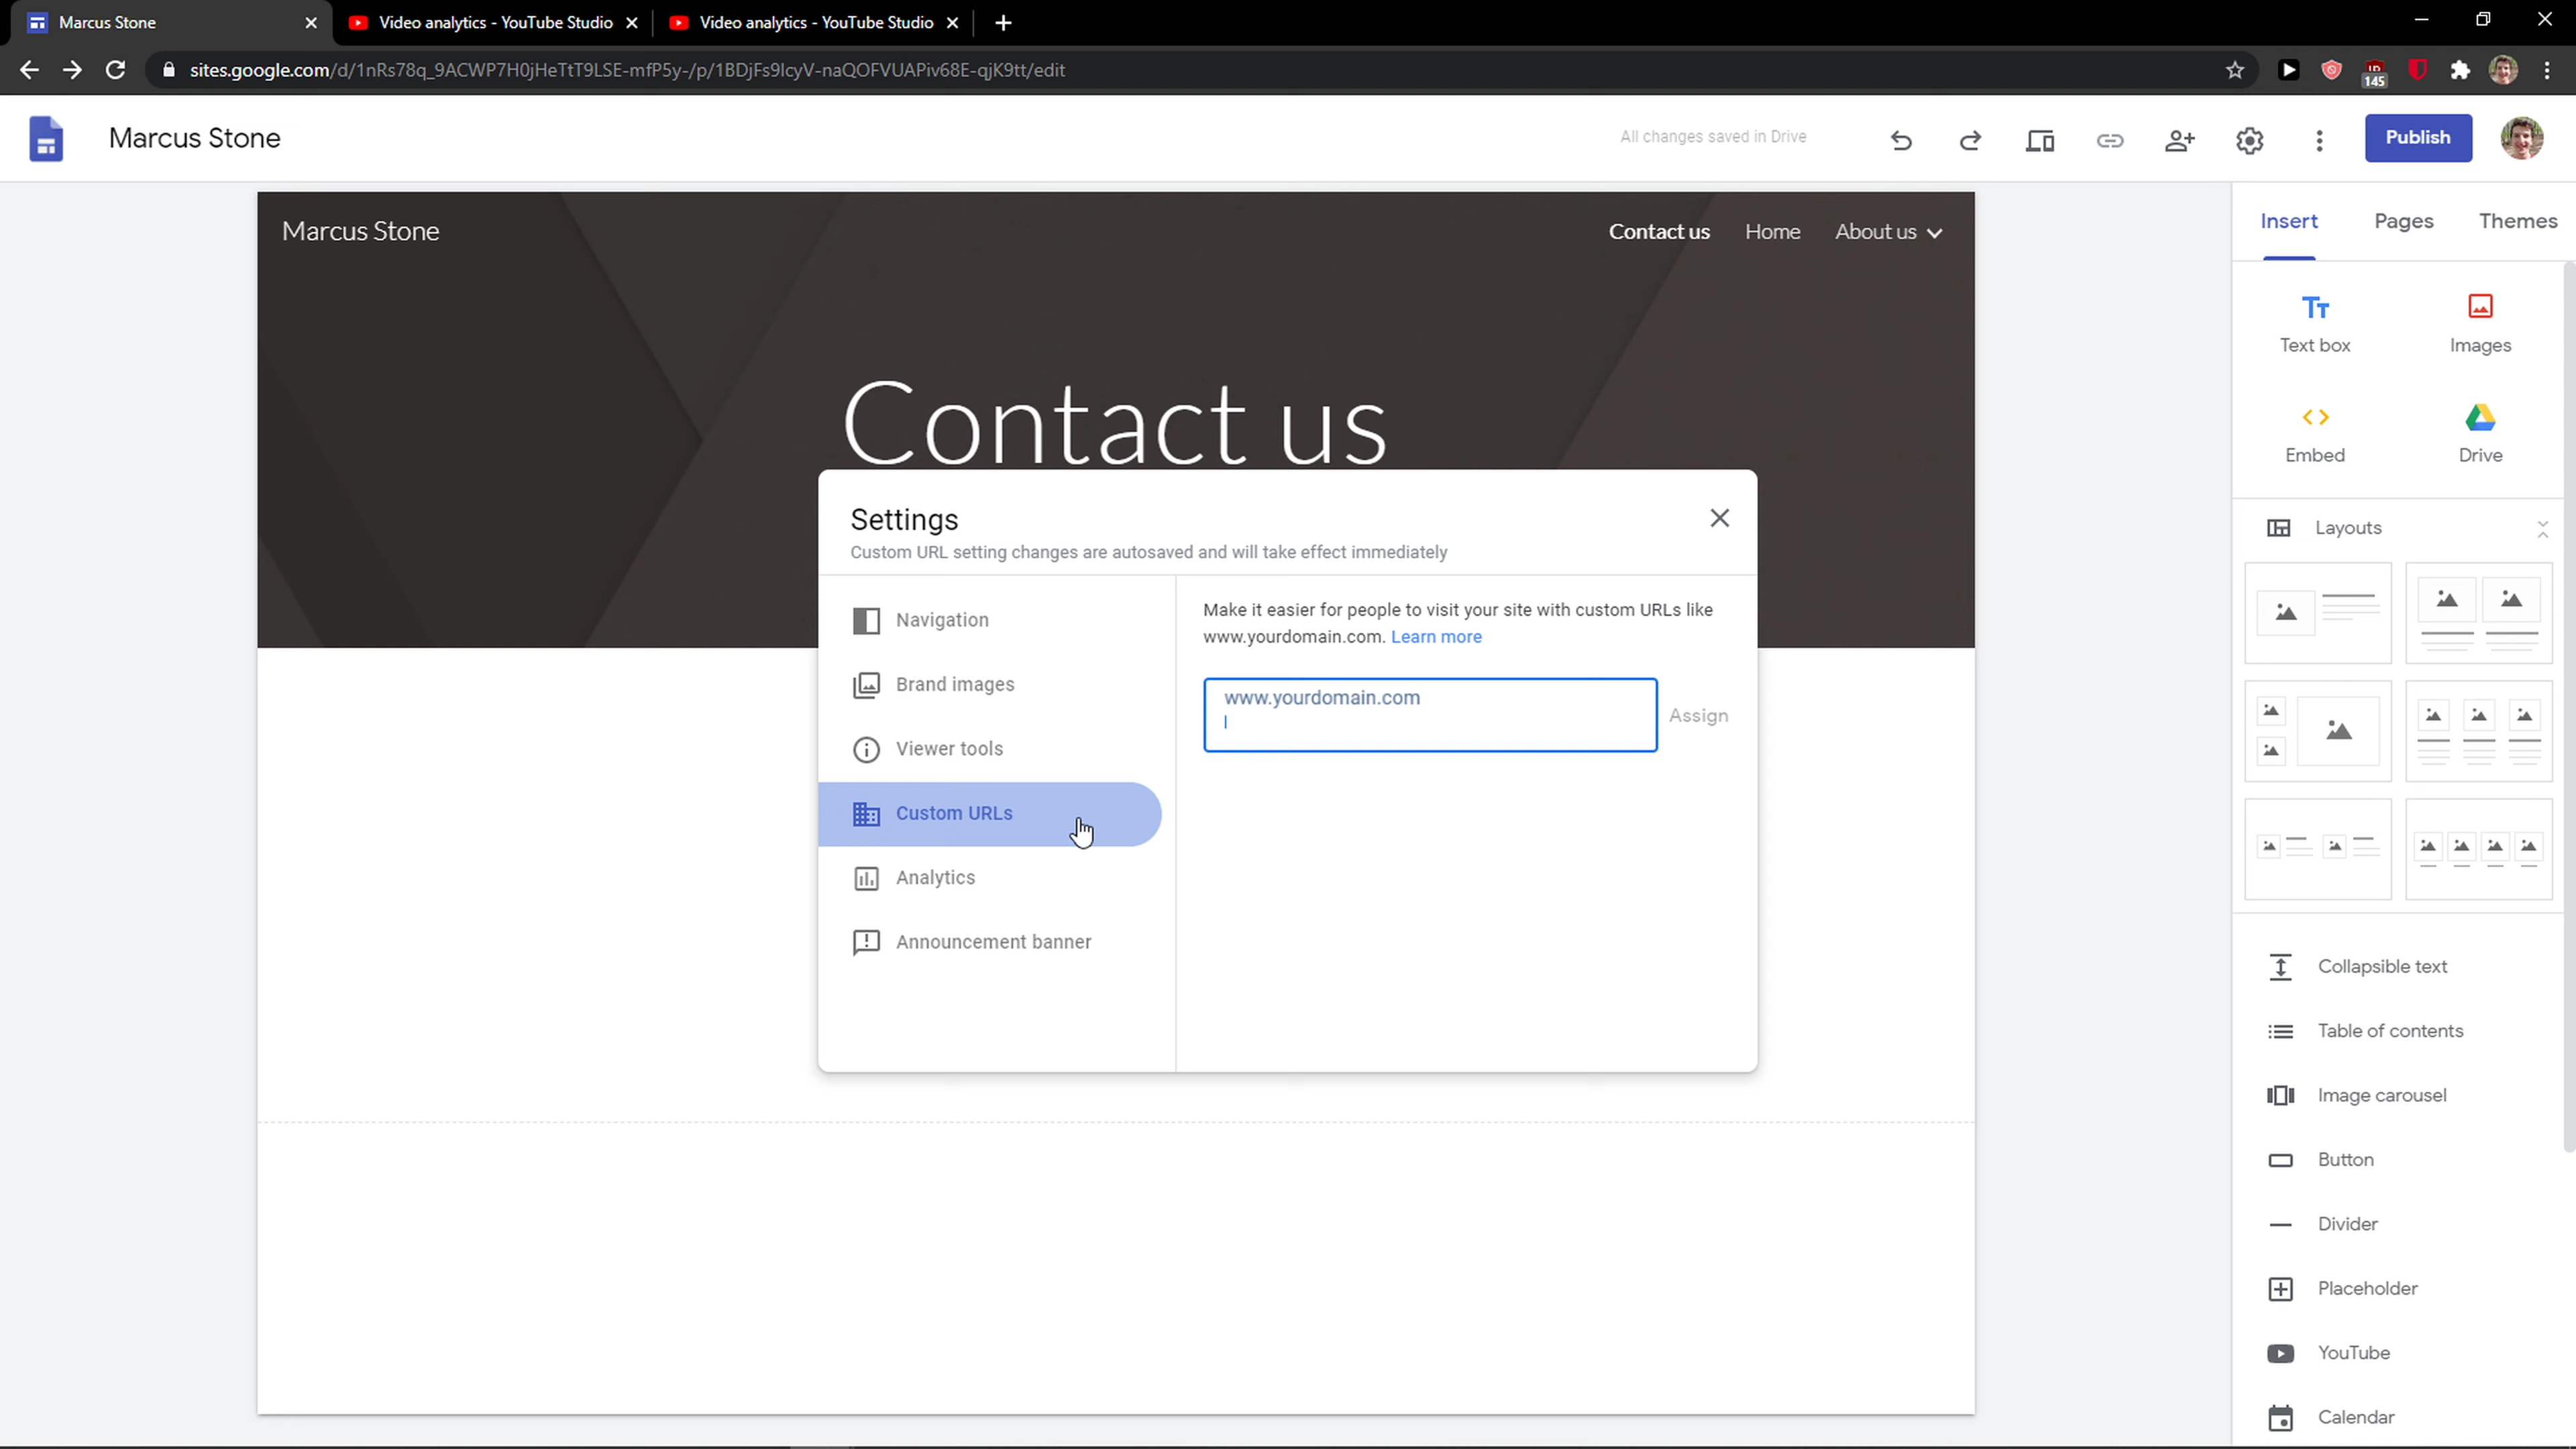 Marcus Stone
Video analytics - YouTube Studio
Video analytics - YouTube Studio
sites.google.com/d/1nRs78q_9ACWP7H0jHeTtT9LSE-mfP5y-/p/1BDjFs9IcyV-naQOFVUAPiv68E-qjK9tt/edit
145
Marcus Stone
All changes saved in Drive
Publish
Marcus Stone
Contact us
Home
About us
Contact us
Settings
Custom URL setting changes are autosaved and will take effect immediately
Navigation
Brand images
Viewer tools
Custom URLs
Analytics
Announcement banner
Make it easier for people to visit your site with custom URLs like
www.yourdomain.com. Learn more
www.yourdomain.com
Assign
Insert
Pages
Themes
Text box
Images
Embed
Drive
Layouts
Collapsible text
Table of contents
Image carousel
Button
Divider
Placeholder
YouTube
Calendar